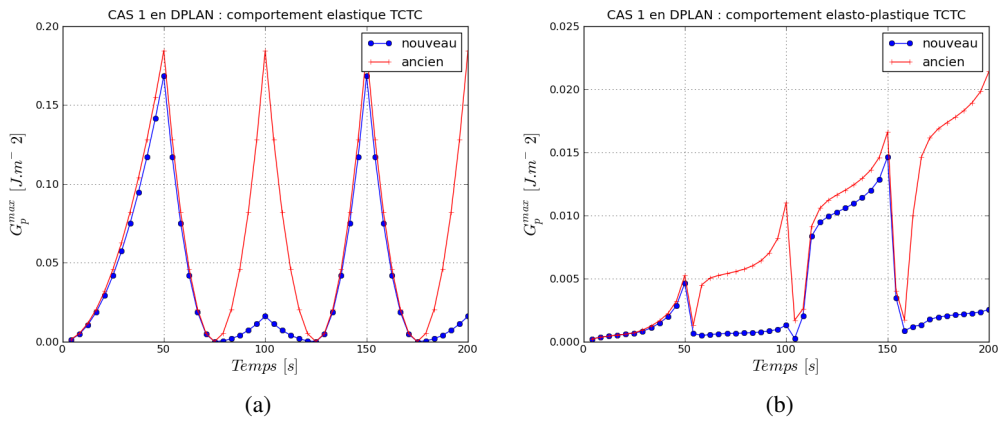 CAS 1 en DPLAN : comportement elastique TCTC
0.20
0.15
0.10
0.05
0.00
0
50
100
150
200
G_p^{max} [J.m^- 2]
Temps [s]
nouveau
ancien
(a)
CAS 1 en DPLAN : comportement elasto-plastique TCTC
0.025
0.020
0.015
0.010
0.005
0.000
0
50
100
150
200
G_p^{max} [J.m^- 2]
Temps [s]
nouveau
ancien
(b)